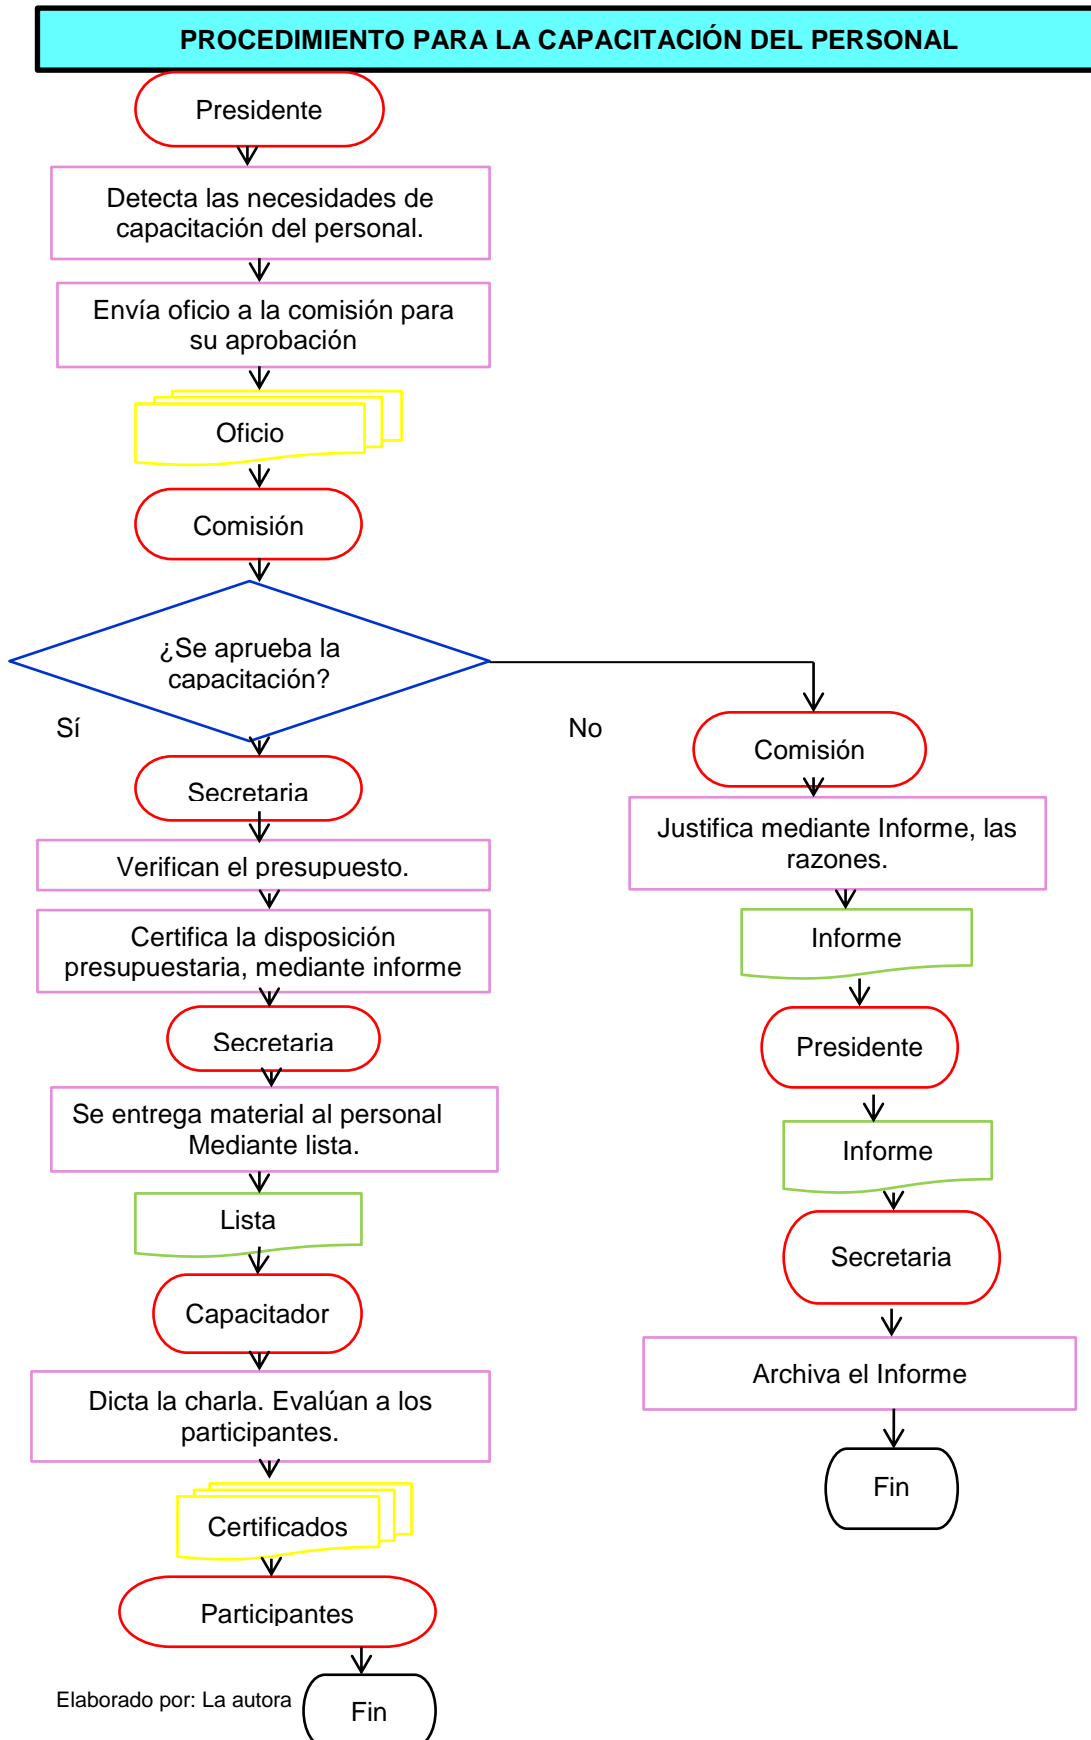 PROCEDIMIENTO PARA LA CAPACITACIÓN DEL PERSONAL
Presidente
Detecta las necesidades de
capacitación del personal.
Envía oficio a la comisión para
su aprobación
Oficio
Comisión
¿Se aprueba la
capacitación?
Sí
No
Secretaria
Verifican el presupuesto.
Certifica la disposición
presupuestaria, mediante informe
Secretaria
Se entrega material al personal
Mediante lista.
Lista
Capacitador
Dicta la charla. Evalúan a los
participantes.
Certificados
Participantes
Fin
Comisión
Justifica mediante Informe, las
razones.
Informe
Presidente
Informe
Secretaria
Archiva el Informe
Fin
Elaborado por: La autora